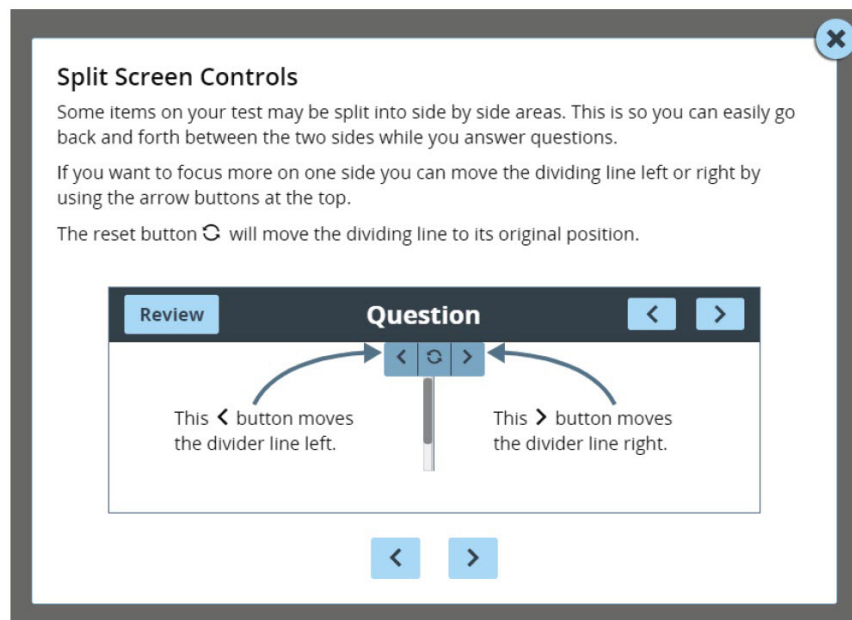 Split Screen Controls
Some items on your test may be split into side by side areas. This is so you can easily go
back and forth between the two sides while you answer questions.
If you want to focus more on one side you can move the dividing line left or right by
using the arrow buttons at the top.
The reset button will move the dividing line to its original position.
Review
Question
This < button moves
the divider line left.
This > button moves
the divider line right.